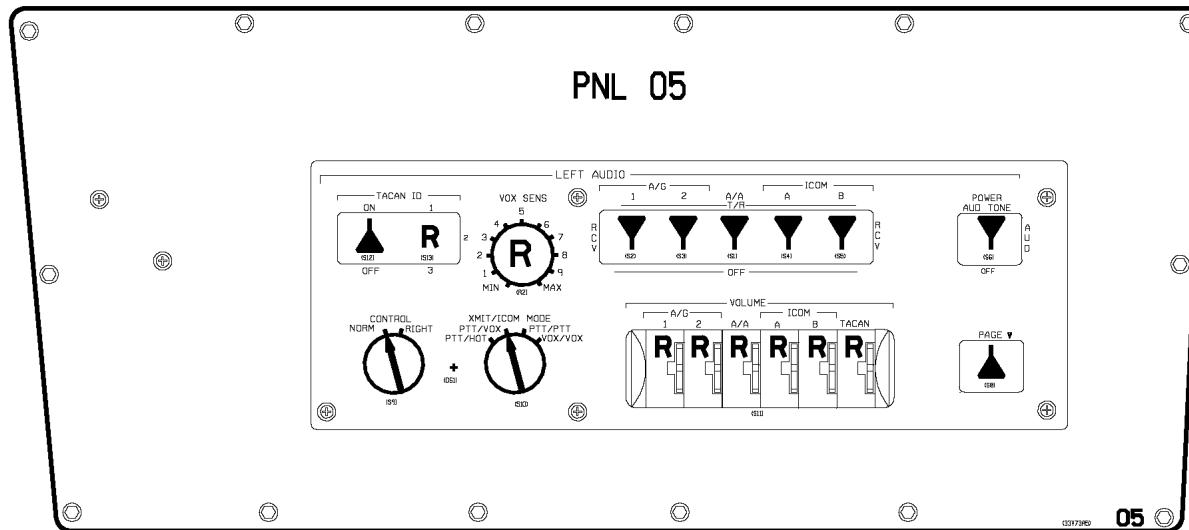 PNL 05
LEFT AUDIO
TACAN ID
ON 1
R
2
(S12) (S13)
OFF 3
VOX SENS
5
4 6
3 7
2 8
1 9
MIN MAX
R
(R2)
A/G ICOM
1 2 A/A A B
T/R
RCV RCV
(S2) (S3) (S1) (S4) (S5)
OFF
POWER
AUD TONE
AUD
(S6)
OFF
CONTROL
NORM RIGHT
(S9)
(DS1)
XMIT/ICOM MODE
PTT/VOX PTT/PTT
PTT/HOT VOX/VOX
(S10)
VOLUME
A/G ICOM
1 2 A/A A B TACAN
R R R R R R
(S11)
PAGE
(S8)
05